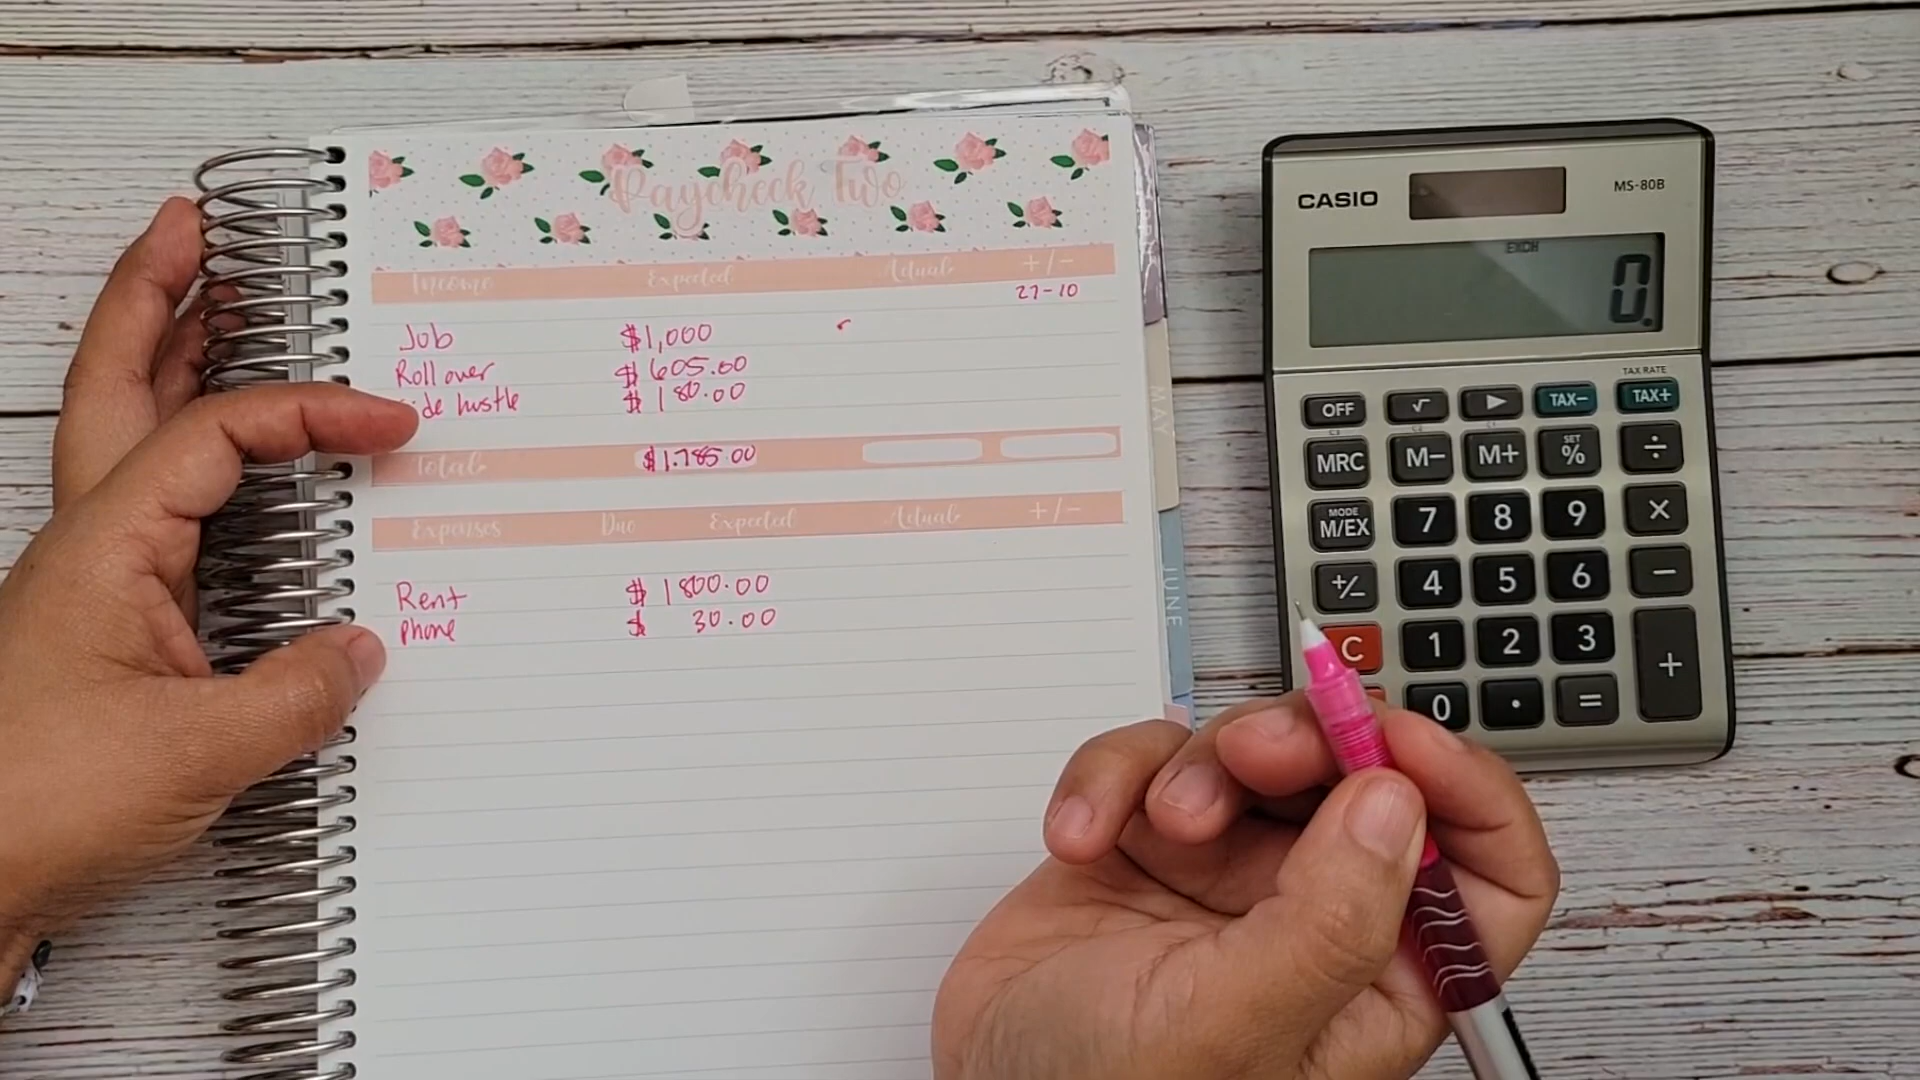 Paycheck Two
Income Expected Actual +/-
27-10
Job $1,000
Rollover $605.00
side hustle $180.00
Total $1.785.00
Expenses Due Expected Actual +/-
Rent $1800.00
phone $30.00
MAY
JUNE
CASIO MS-80B
EXCH
0.
TAX RATE
OFF √ ▶ TAX- TAX+
MRC M- M+ SET % ÷
MODE M/EX 7 8 9 ×
+/- 4 5 6 −
C 1 2 3 +
0 · =